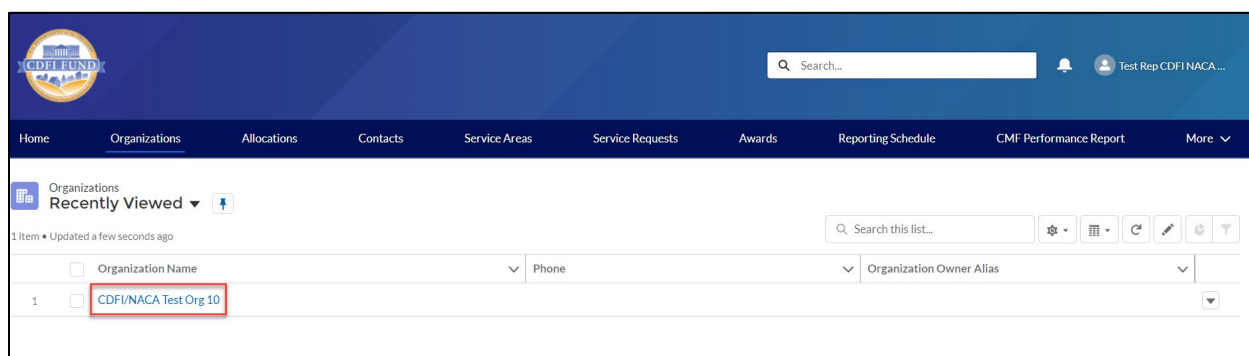 CDFI FUND
Search...
Test Rep CDFI NACA ...
Home Organizations Allocations Contacts Service Areas Service Requests Awards Reporting Schedule CMF Performance Report More
Organizations
Recently Viewed
1 item • Updated a few seconds ago
Search this list...
Organization Name Phone Organization Owner Alias
1 CDFI/NACA Test Org 10